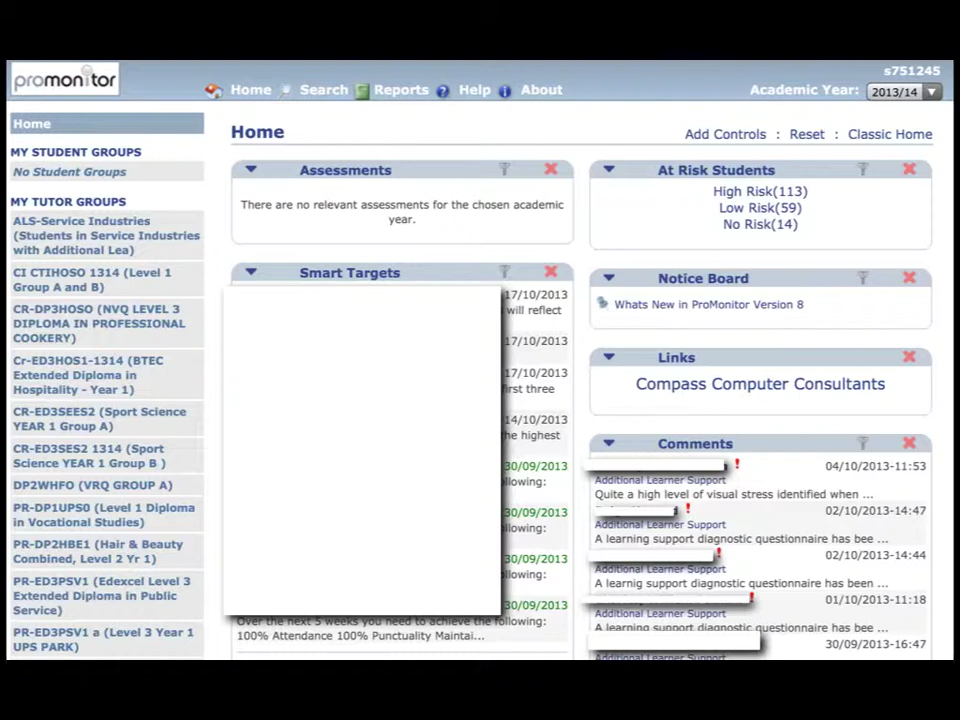 promonitor
s751245
Home
Search
Reports
Help
About
Academic Year: 2013/14
Home
MY STUDENT GROUPS
No Student Groups
MY TUTOR GROUPS
ALS-Service Industries
(Students in Service Industries
with Additional Lea)
CI CTIHOSO 1314 (Level 1
Group A and B)
CR-DP3HOSO (NVQ LEVEL 3
DIPLOMA IN PROFESSIONAL
COOKERY)
Cr-ED3HOS1-1314 (BTEC
Extended Diploma in
Hospitality - Year 1)
CR-ED3SEES2 (Sport Science
YEAR 1 Group A)
CR-ED3SES2 1314 (Sport
Science YEAR 1 Group B )
DP2WHFO (VRQ GROUP A)
PR-DP1UPS0 (Level 1 Diploma
in Vocational Studies)
PR-DP2HBE1 (Hair & Beauty
Combined, Level 2 Yr 1)
PR-ED3PSV1 (Edexcel Level 3
Extended Diploma in Public
Service)
PR-ED3PSV1 a (Level 3 Year 1
UPS PARK)
Home
Add Controls : Reset : Classic Home
Assessments
There are no relevant assessments for the chosen academic
year.
Smart Targets
17/10/2013
will reflect
17/10/2013
17/10/2013
first three
14/10/2013
the highest
30/09/2013
following:
30/09/2013
following:
30/09/2013
following:
30/09/2013
Over the next 5 weeks you need to achieve the following:
100% Attendance 100% Punctuality Maintai...
At Risk Students
High Risk(113)
Low Risk(59)
No Risk(14)
Notice Board
Whats New in ProMonitor Version 8
Links
Compass Computer Consultants
Comments
! 04/10/2013-11:53
Additional Learner Support
Quite a high level of visual stress identified when ...
! 02/10/2013-14:47
Additional Learner Support
A learning support diagnostic questionnaire has bee ...
! 02/10/2013-14:44
Additional Learner Support
A learnig support diagnostic questionnaire has been ...
! 01/10/2013-11:18
Additional Learner Support
A learning support diagnostic questionnaire has bee ...
30/09/2013-16:47
Additional Learner Support